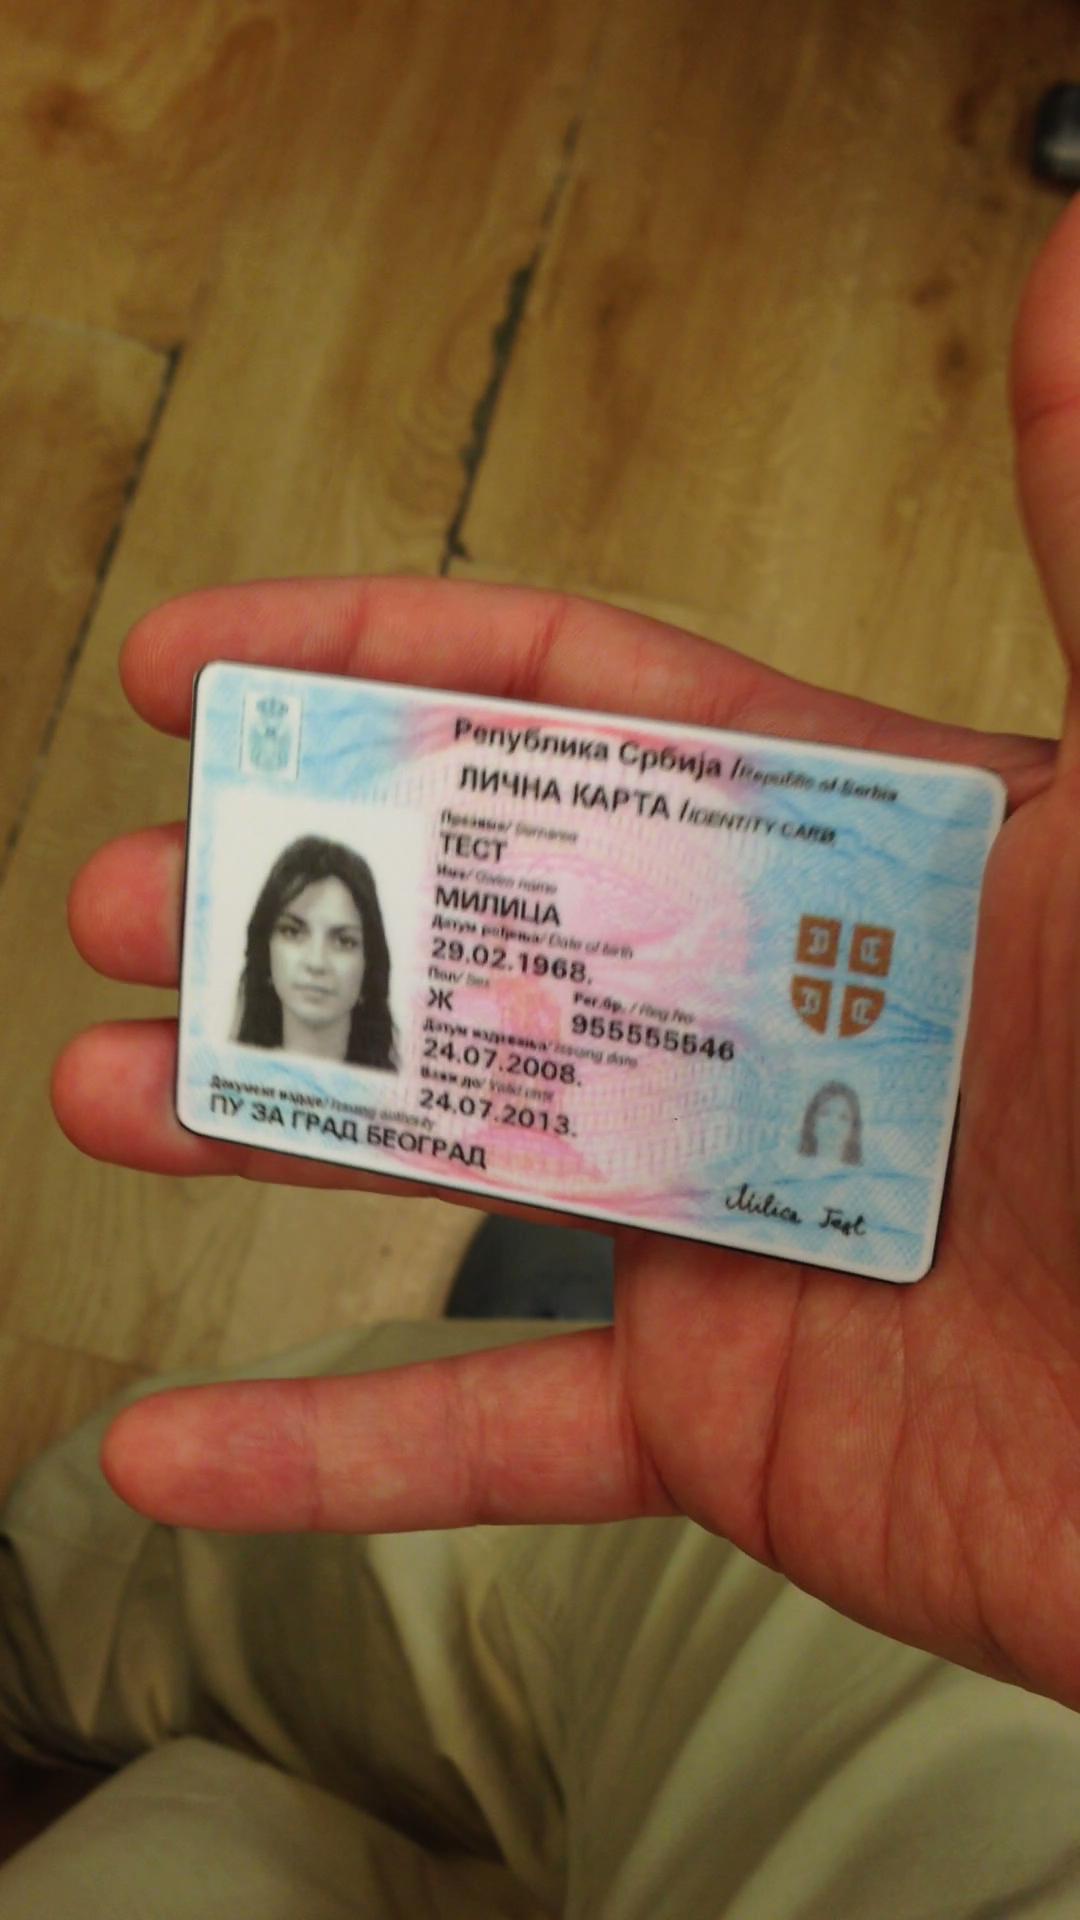 Република Србија /Republic of Serbia
ЛИЧНА КАРТА /IDENTITY CARD
Презиме/ Surname
ТЕСТ
Име/ Given name
МИЛИЦА
Датум рођења/ Date of birth
29.02.1968.
Пол/ Sex
Ж
Рег.бр. / Reg No
955555546
Датум издавања/ Issuing date
24.07.2008.
Важи до/ Valid until
24.07.2013.
Документ издаје/ Issuing authority
ПУ ЗА ГРАД БЕОГРАД
Milica Test